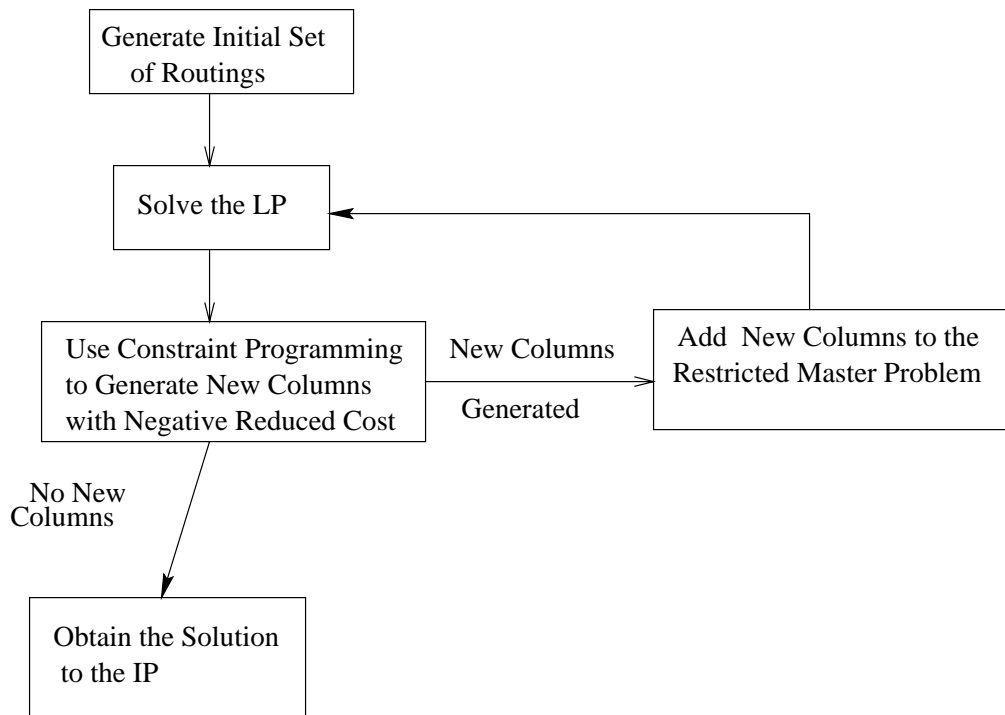 Generate Initial Set
of Routings
Solve the LP
Use Constraint Programming
to Generate New Columns
with Negative Reduced Cost
New Columns
Generated
Add New Columns to the
Restricted Master Problem
No New
Columns
Obtain the Solution
to the IP